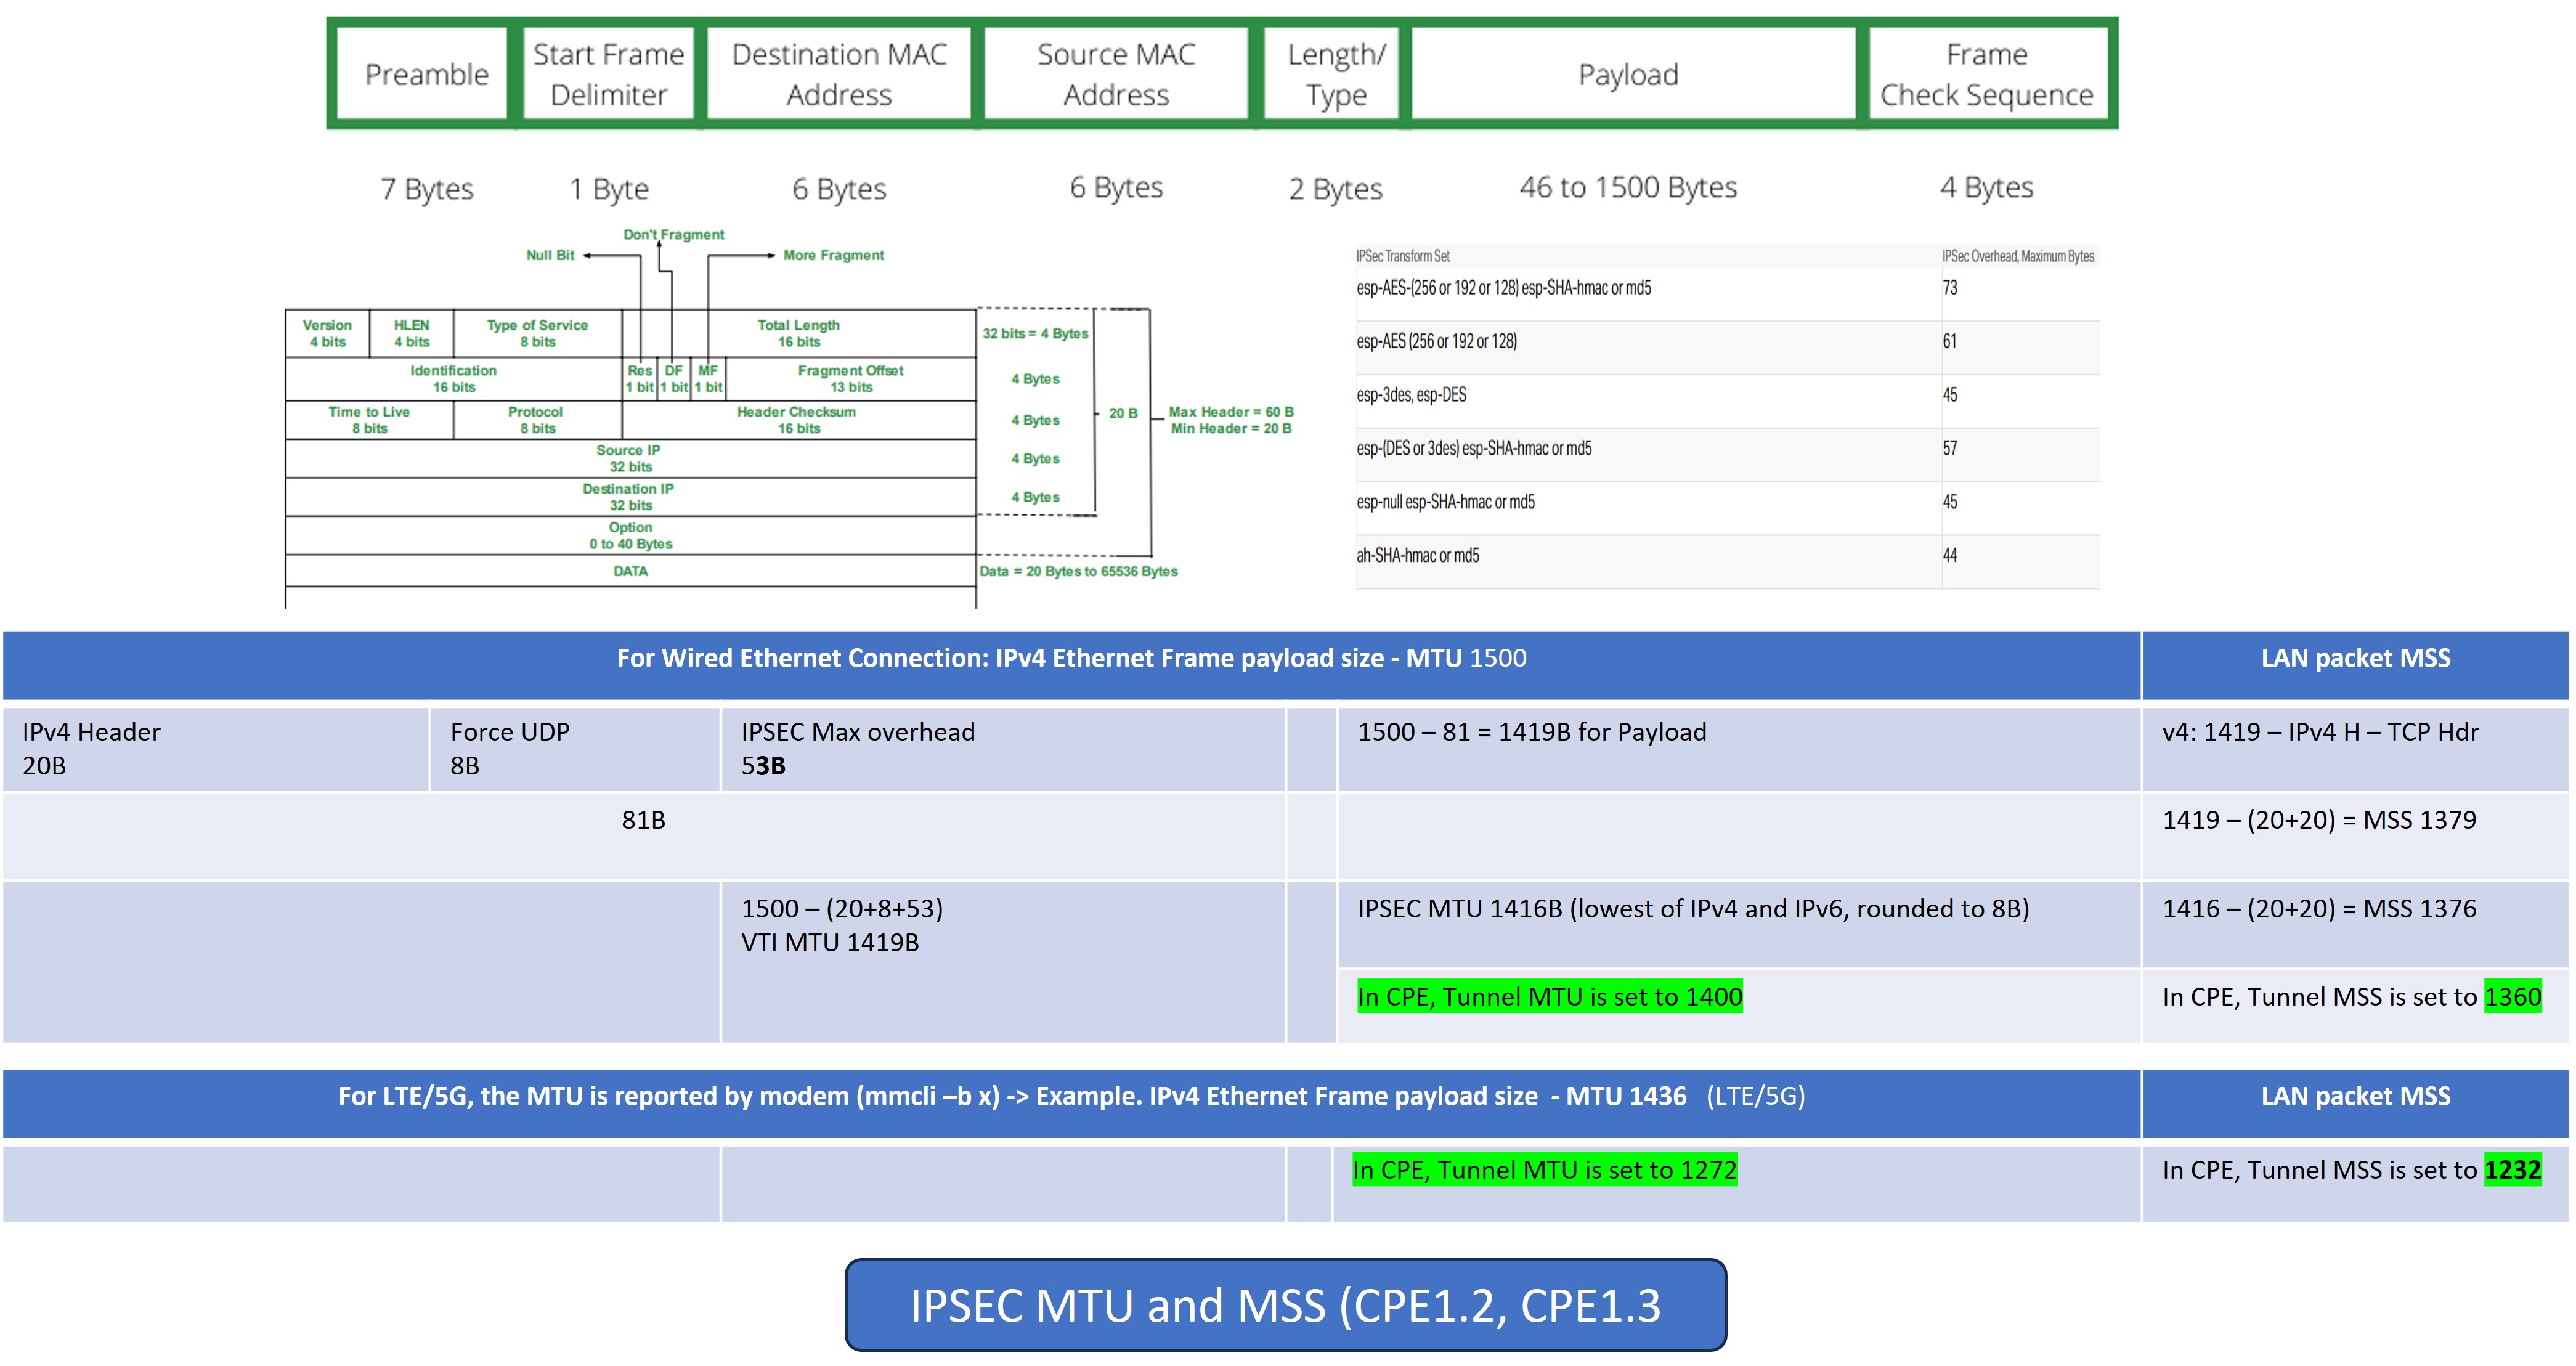 Preamble
Start Frame
Delimiter
Destination MAC
Address
Source MAC
Address
Length/
Type
Payload
Frame
Check Sequence
7 Bytes
1 Byte
6 Bytes
6 Bytes
2 Bytes
46 to 1500 Bytes
4 Bytes
Don't Fragment
Null Bit
More Fragment
Version
4 bits
HLEN
4 bits
Type of Service
8 bits
Total Length
16 bits
32 bits = 4 Bytes
Identification
16 bits
Res
1 bit
DF
1 bit
MF
1 bit
Fragment Offset
13 bits
4 Bytes
Time to Live
8 bits
Protocol
8 bits
Header Checksum
16 bits
4 Bytes
20 B
Max Header = 60 B
Min Header = 20 B
Source IP
32 bits
4 Bytes
Destination IP
32 bits
4 Bytes
Option
0 to 40 Bytes
DATA
Data = 20 Bytes to 65536 Bytes
IPSec Transform Set
IPSec Overhead, Maximum Bytes
esp-AES-(256 or 192 or 128) esp-SHA-hmac or md5
73
esp-AES (256 or 192 or 128)
61
esp-3des, esp-DES
45
esp-(DES or 3des) esp-SHA-hmac or md5
57
esp-null esp-SHA-hmac or md5
45
ah-SHA-hmac or md5
44
For Wired Ethernet Connection: IPv4 Ethernet Frame payload size - MTU 1500
LAN packet MSS
IPv4 Header
20B
Force UDP
8B
IPSEC Max overhead
53B
1500 – 81 = 1419B for Payload
v4: 1419 – IPv4 H – TCP Hdr
81B
1419 – (20+20) = MSS 1379
1500 – (20+8+53)
VTI MTU 1419B
IPSEC MTU 1416B (lowest of IPv4 and IPv6, rounded to 8B)
1416 – (20+20) = MSS 1376
In CPE, Tunnel MTU is set to 1400
In CPE, Tunnel MSS is set to 1360
For LTE/5G, the MTU is reported by modem (mmcli –b x) -> Example. IPv4 Ethernet Frame payload size - MTU 1436 (LTE/5G)
LAN packet MSS
In CPE, Tunnel MTU is set to 1272
In CPE, Tunnel MSS is set to 1232
IPSEC MTU and MSS (CPE1.2, CPE1.3